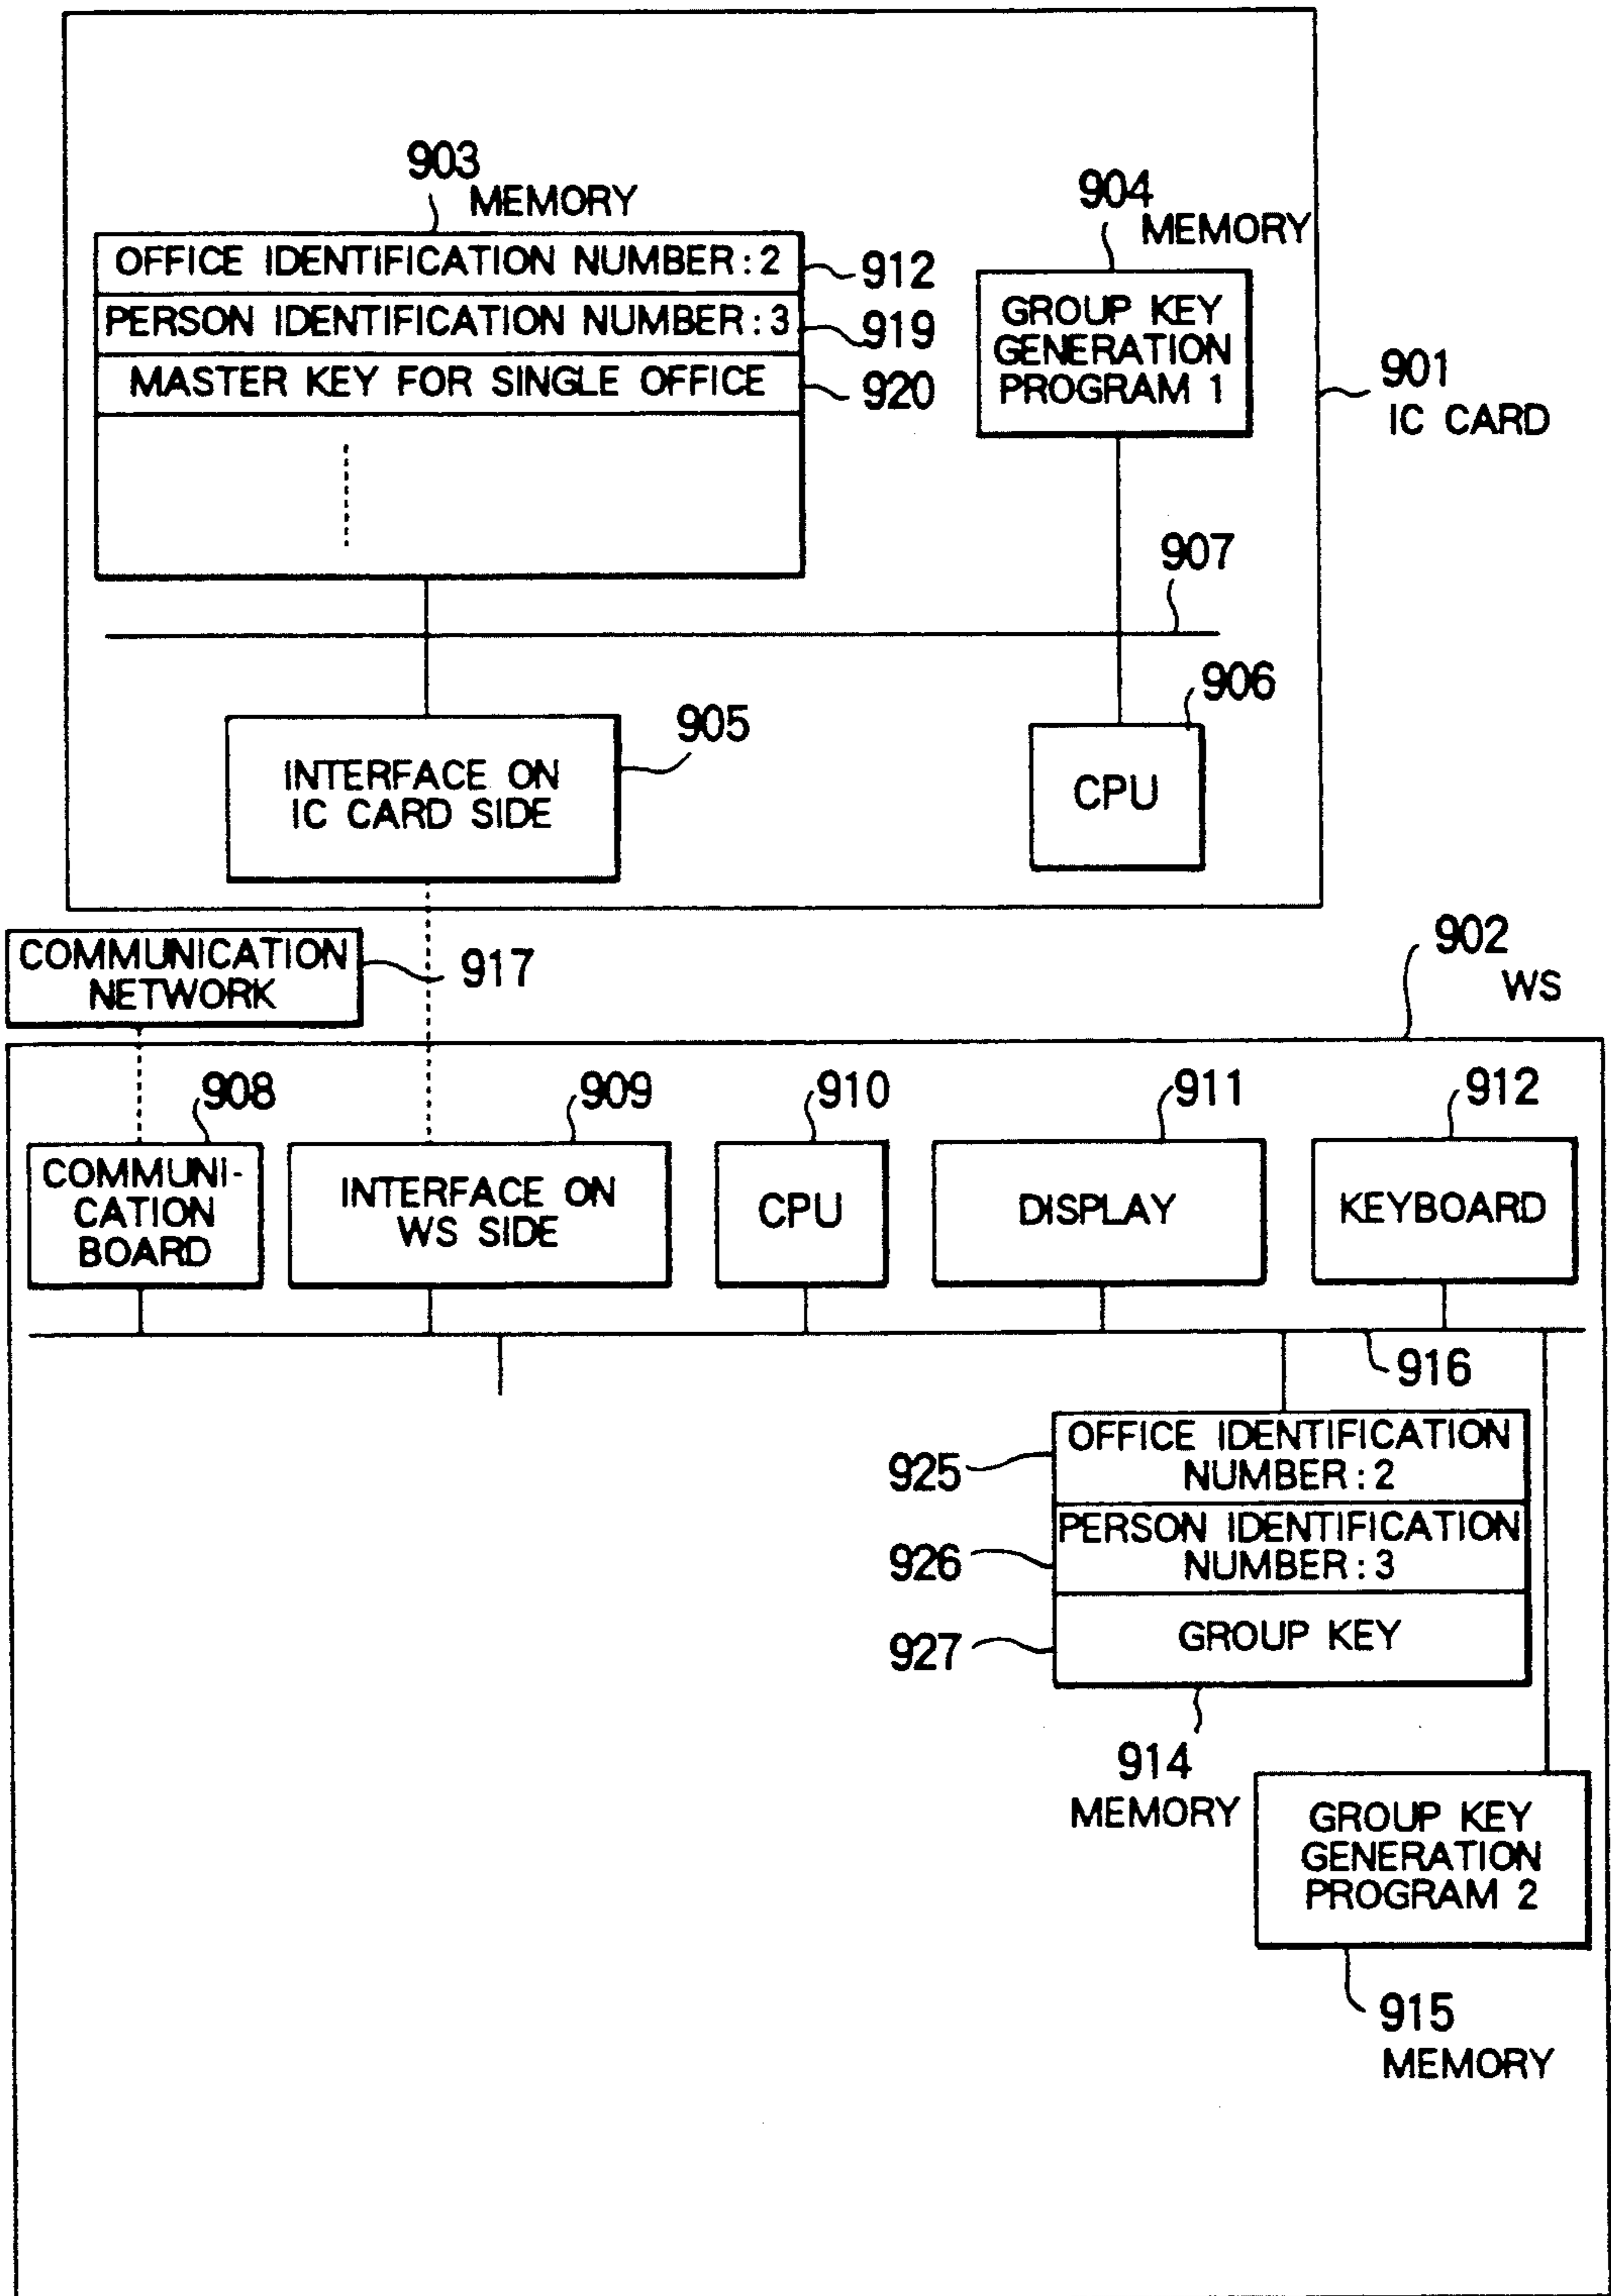 903
MEMORY
904
MEMORY
OFFICE IDENTIFICATION NUMBER : 2
912
PERSON IDENTIFICATION NUMBER : 3
919
MASTER KEY FOR SINGLE OFFICE
920
GROUP KEY
GENERATION
PROGRAM 1
901
IC CARD
907
906
905
INTERFACE ON
IC CARD SIDE
CPU
COMMUNICATION
NETWORK
917
902
WS
908
909
910
911
912
COMMUNI-
CATION
BOARD
INTERFACE ON
WS SIDE
CPU
DISPLAY
KEYBOARD
916
925
OFFICE IDENTIFICATION
NUMBER : 2
926
PERSON IDENTIFICATION
NUMBER : 3
927
GROUP KEY
914
MEMORY
GROUP KEY
GENERATION
PROGRAM 2
915
MEMORY